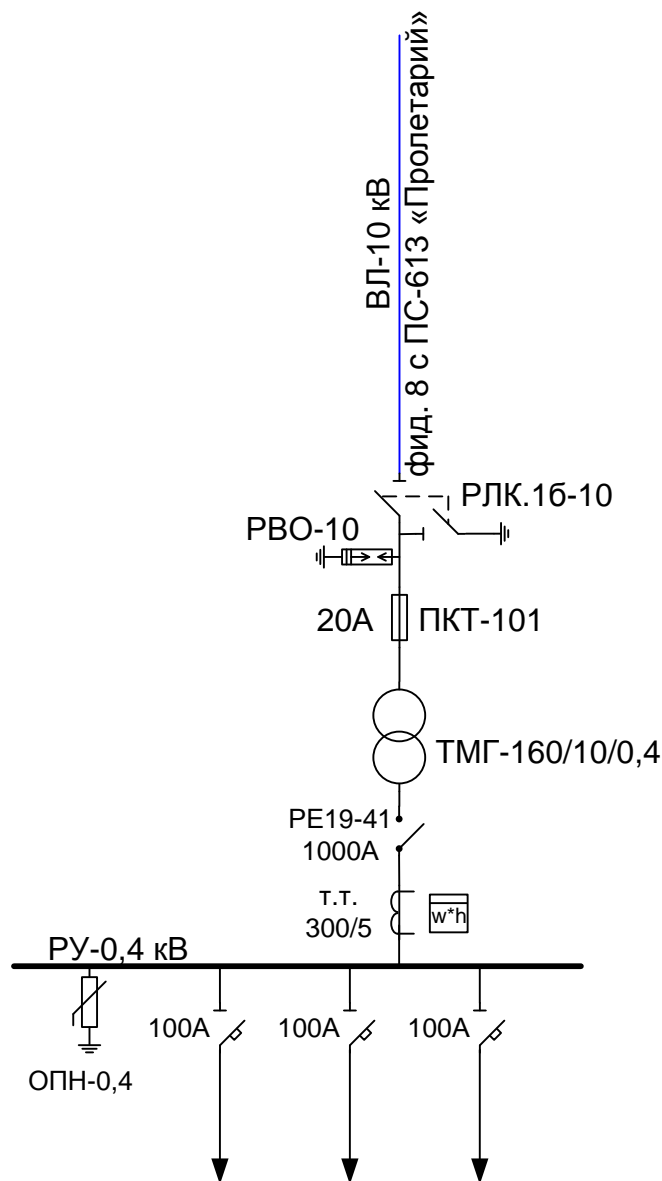 ВЛ-10 кВ
фид. 8 с ПС-613 «Пролетарий»
РЛК.1б-10
РВО-10
20А ПКТ-101
ТМГ-160/10/0,4
РЕ19-41
1000А
т.т.
300/5
w*h
РУ-0,4 кВ
100А 100А 100А
ОПН-0,4